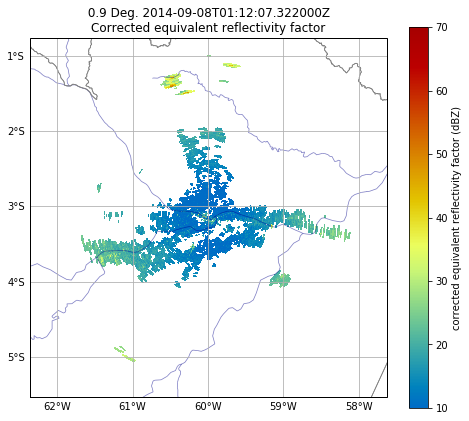 0.9 Deg. 2014-09-08T01:12:07.322000Z
Corrected equivalent reflectivity factor
1°S
2°S
3°S
4°S
5°S
62°W 61°W 60°W 59°W 58°W
70
60
50
40
30
20
10
corrected equivalent reflectivity factor (dBZ)